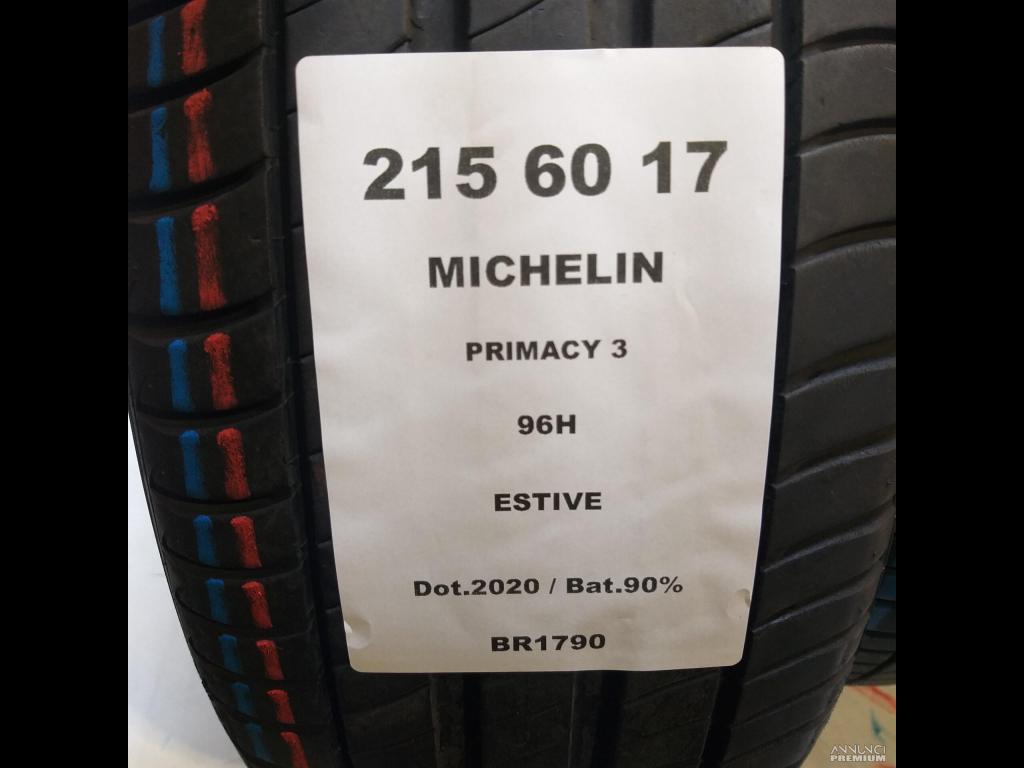 215 60 17
MICHELIN
PRIMACY 3
96H
ESTIVE
Dot.2020 / Bat.90%
BR1790
ANNUNCI
PREMIUM